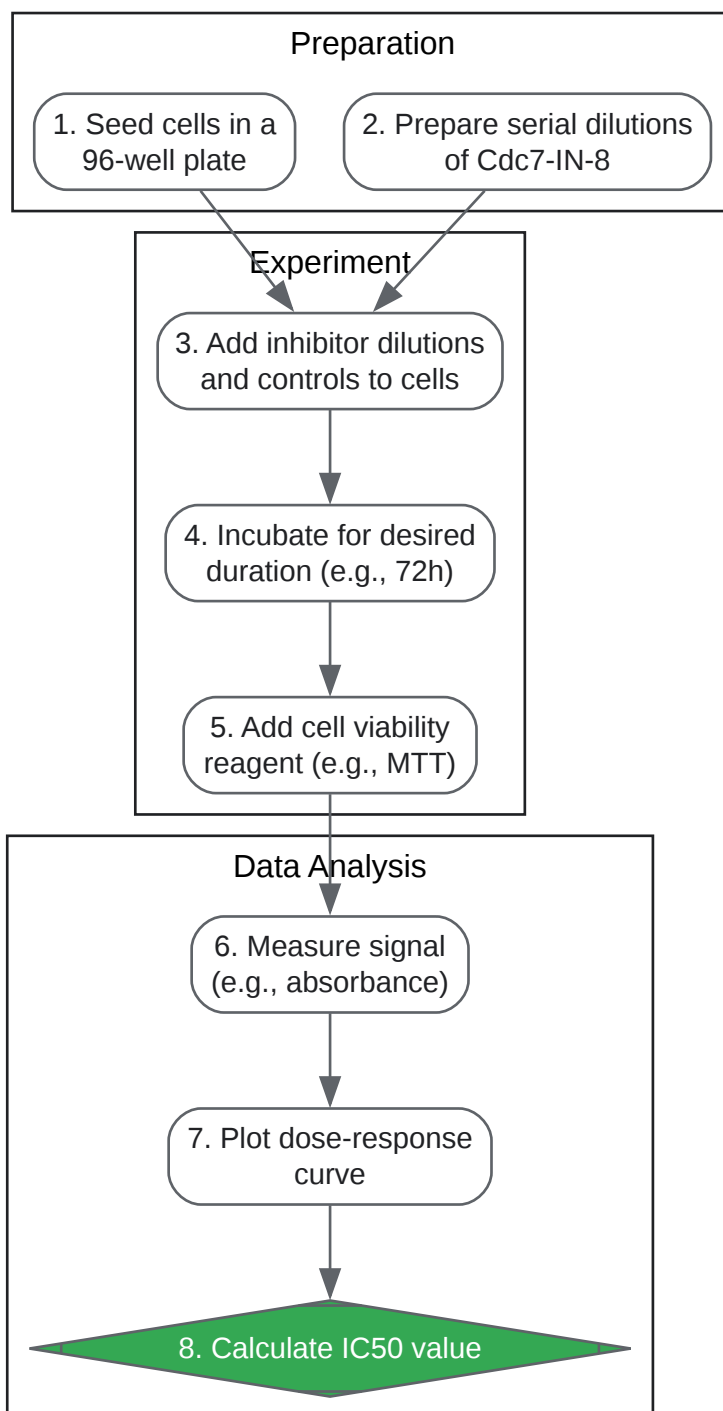 Preparation
1. Seed cells in a
96-well plate
2. Prepare serial dilutions
of Cdc7-IN-8
Experiment
3. Add inhibitor dilutions
and controls to cells
4. Incubate for desired
duration (e.g., 72h)
5. Add cell viability
reagent (e.g., MTT)
Data Analysis
6. Measure signal
(e.g., absorbance)
7. Plot dose-response
curve
8. Calculate IC50 value